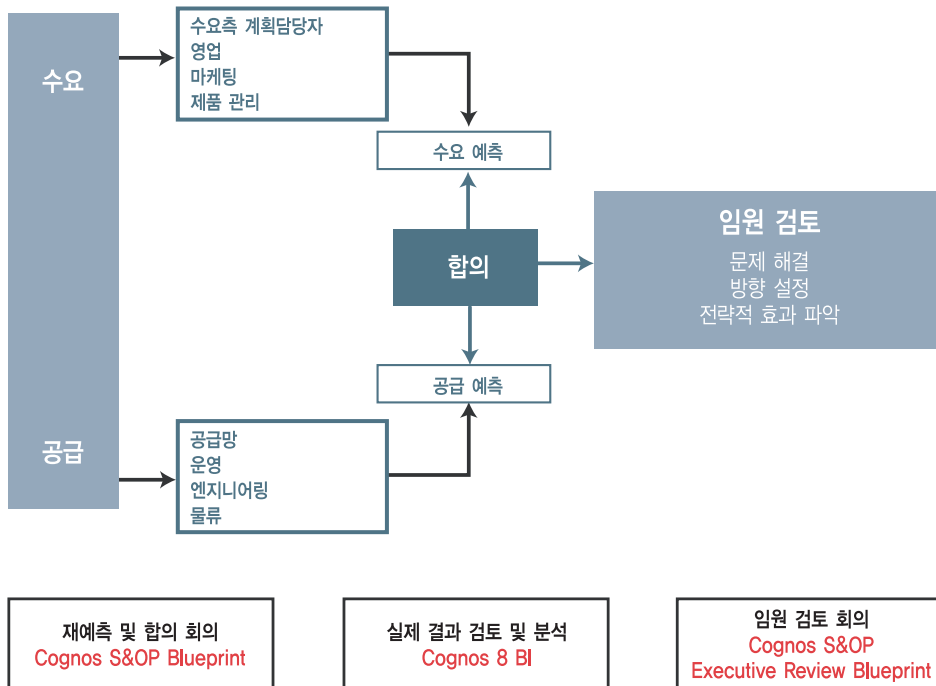 수요
수요측 계획담당자
영업
마케팅
제품 관리
수요 예측
합의
임원 검토
문제 해결
방향 설정
전략적 효과 파악
공급 예측
공급
공급망
운영
엔지니어링
물류
재예측 및 합의 회의
Cognos S&OP Blueprint
실제 결과 검토 및 분석
Cognos 8 BI
임원 검토 회의
Cognos S&OP
Executive Review Blueprint